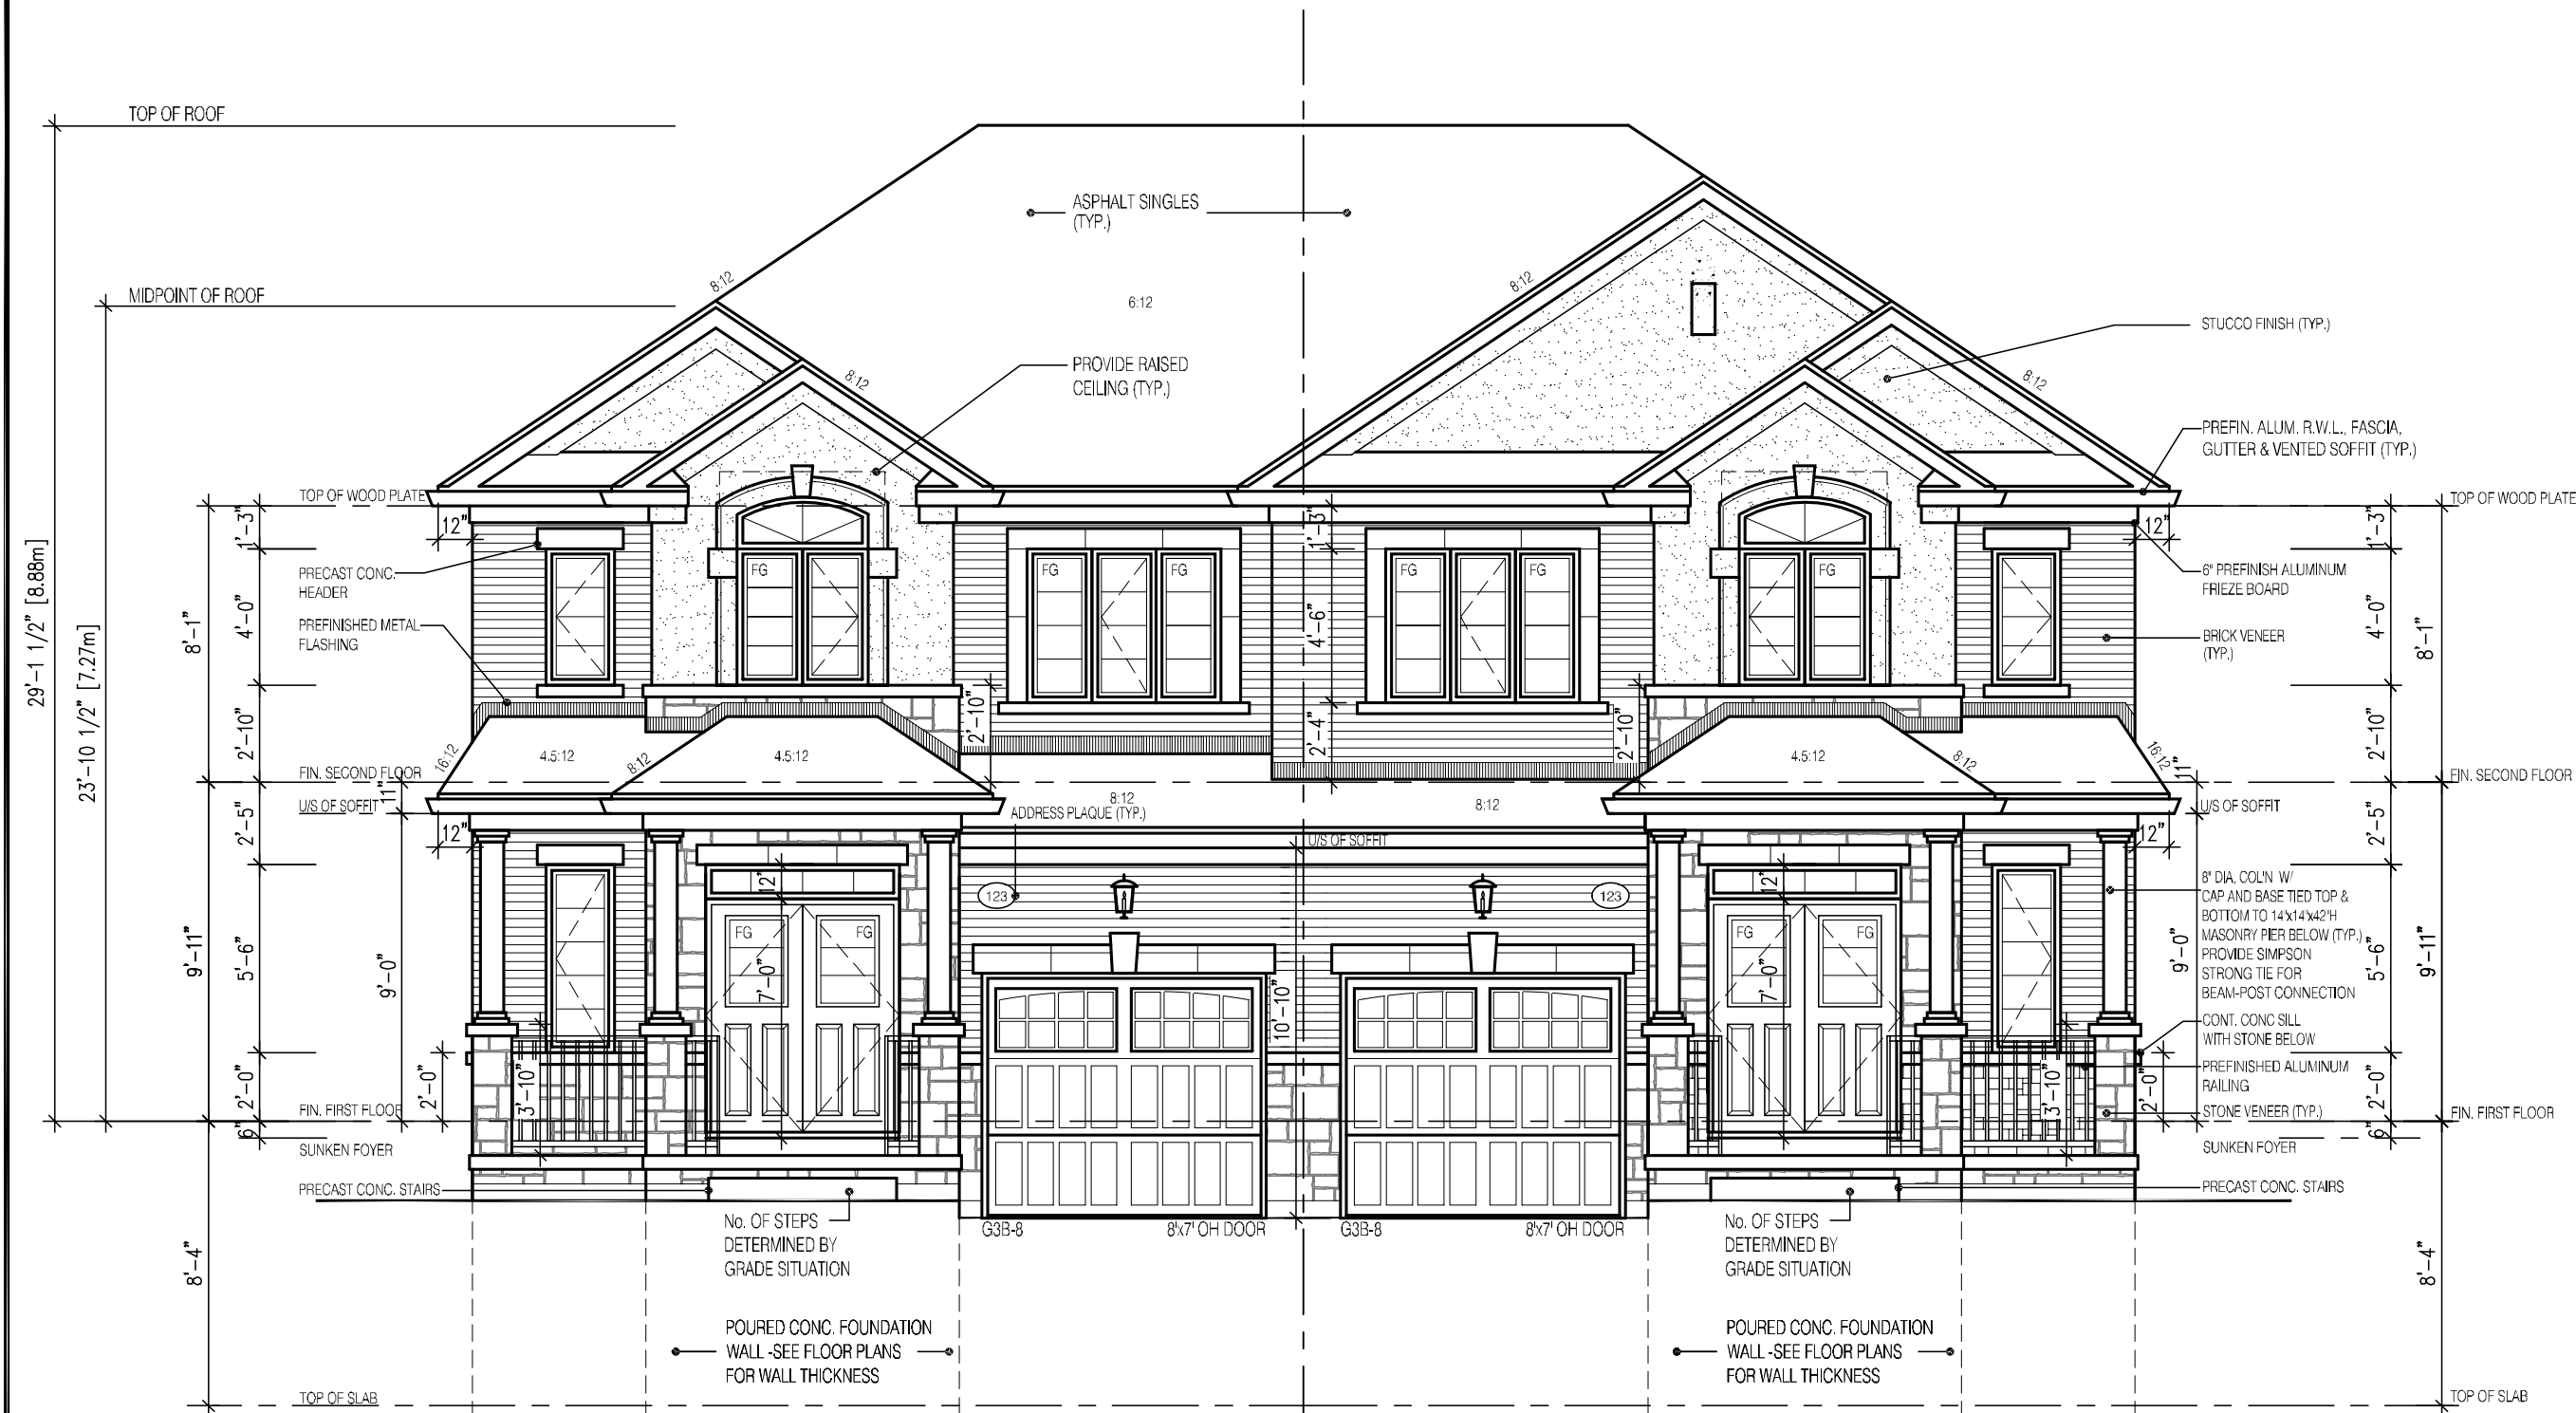 TOP OF ROOF
ASPHALT SINGLES
(TYP.)
8:12
8:12
MIDPOINT OF ROOF
6:12
STUCCO FINISH (TYP.)
PROVIDE RAISED
CEILING (TYP.)
8:12
8:12
PREFIN. ALUM. R.W.L., FASCIA,
GUTTER & VENTED SOFFIT (TYP.)
TOP OF WOOD PLATE
TOP OF WOOD PLATE
12"
1'-3"
1'-3"
12"
1'-3"
29'-1 1/2" [8.88m]
23'-10 1/2" [7.27m]
PRECAST CONC.
HEADER
FG
FG
FG
FG
FG
FG
6" PREFINISH ALUMINUM
FRIEZE BOARD
8'-1"
4'-0"
4'-6"
4'-0"
8'-1"
PREFINISHED METAL
FLASHING
BRICK VENEER
(TYP.)
2'-10"
2'-10"
2'-4"
2'-10"
2'-10"
16:12
4.5:12
8:12
4.5:12
4.5:12
8:12
16:12
FIN. SECOND FLOOR
11"
11"
FIN. SECOND FLOOR
U/S OF SOFFIT
8:12
8:12
U/S OF SOFFIT
ADDRESS PLAQUE (TYP.)
2'-5"
12"
U/S OF SOFFIT
12"
2'-5"
12"
123
123
12"
8" DIA. COL'N W/
CAP AND BASE TIED TOP &
BOTTOM TO 14"x14"x42"H
MASONRY PIER BELOW (TYP.)
PROVIDE SIMPSON
STRONG TIE FOR
BEAM-POST CONNECTION
FG
FG
FG
FG
9'-11"
5'-6"
9'-0"
7'-0"
10'-10"
7'-0"
9'-0"
5'-6"
9'-11"
CONT. CONC SILL
WITH STONE BELOW
PREFINISHED ALUMINUM
RAILING
2'-0"
2'-0"
3'-10"
3'-10"
2'-0"
2'-0"
FIN. FIRST FLOOR
STONE VENEER (TYP.)
FIN. FIRST FLOOR
6"
6"
SUNKEN FOYER
SUNKEN FOYER
PRECAST CONC. STAIRS
PRECAST CONC. STAIRS
No. OF STEPS
DETERMINED BY
GRADE SITUATION
G3B-8
8'x7' OH DOOR
G3B-8
8'x7' OH DOOR
No. OF STEPS
DETERMINED BY
GRADE SITUATION
8'-4"
8'-4"
POURED CONC. FOUNDATION
WALL -SEE FLOOR PLANS
FOR WALL THICKNESS
POURED CONC. FOUNDATION
WALL -SEE FLOOR PLANS
FOR WALL THICKNESS
TOP OF SLAB
TOP OF SLAB